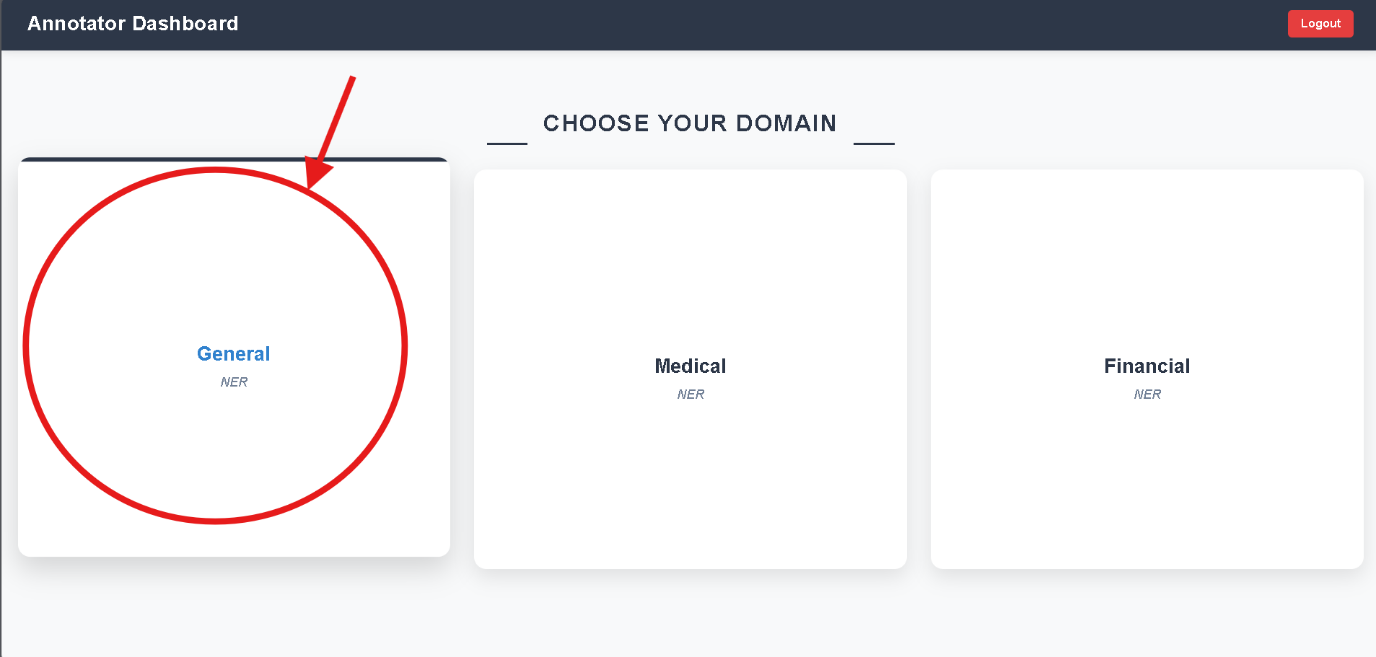 Annotator Dashboard
Logout
CHOOSE YOUR DOMAIN
General
NER
Medical
NER
Financial
NER